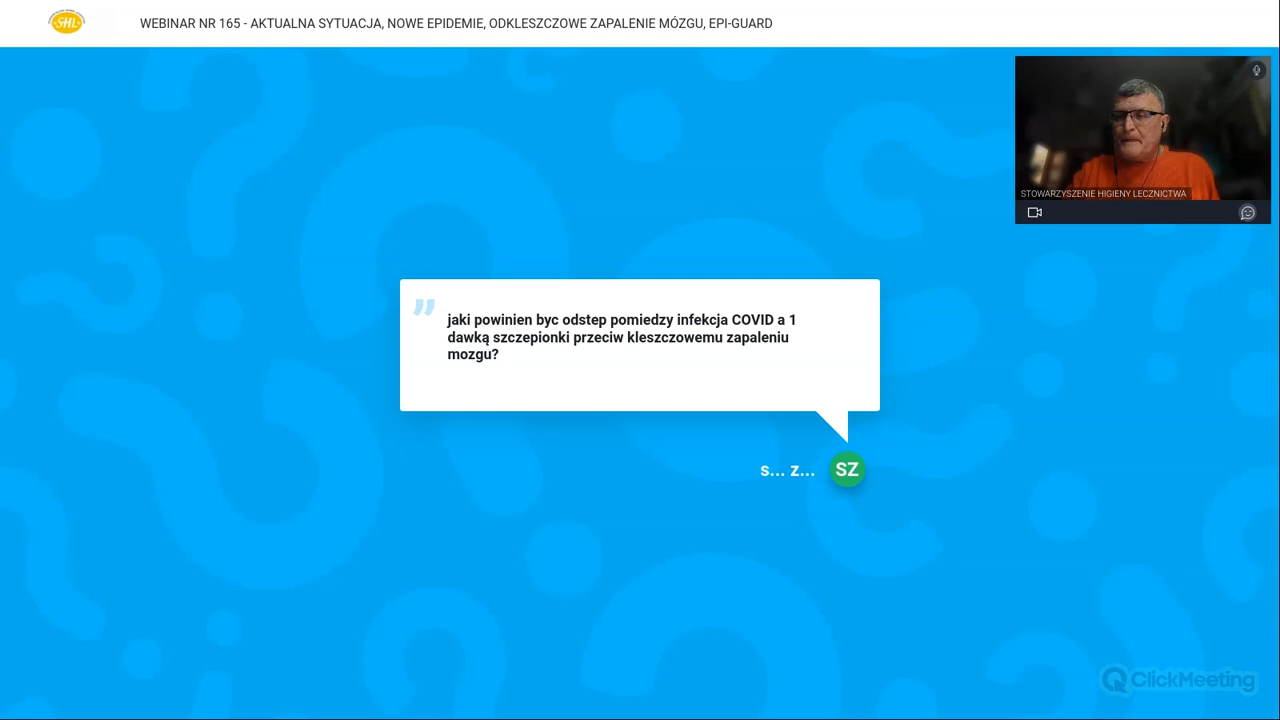 SHL
WEBINAR NR 165 - AKTUALNA SYTUACJA, NOWE EPIDEMIE, ODKLESZCZOWE ZAPALENIE MÓZGU, EPI-GUARD
STOWARZYSZENIE HIGIENY LECZNICTWA
jaki powinien byc odstep pomiedzy infekcja COVID a 1
dawką szczepionki przeciw kleszczowemu zapaleniu
mozgu?
s... z...
SZ
ClickMeeting